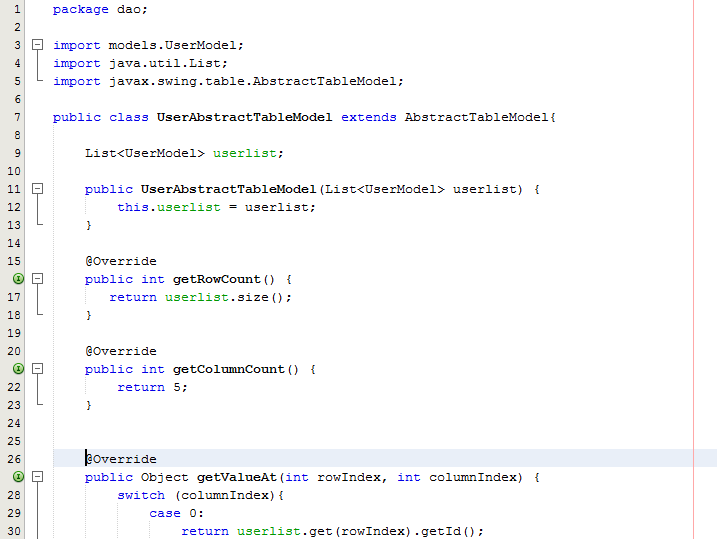 1 package dao;
2
3 import models.UserModel;
4 import java.util.List;
5 import javax.swing.table.AbstractTableModel;
6
7 public class UserAbstractTableModel extends AbstractTableModel{
8
9 List<UserModel> userlist;
10
11 public UserAbstractTableModel(List<UserModel> userlist) {
12 this.userlist = userlist;
13 }
14
15 @Override
public int getRowCount() {
17 return userlist.size();
18 }
19
20 @Override
public int getColumnCount() {
22 return 5;
23 }
24
25
26 @Override
public Object getValueAt(int rowIndex, int columnIndex) {
28 switch (columnIndex){
29 case 0:
30 return userlist.get(rowIndex).getId();